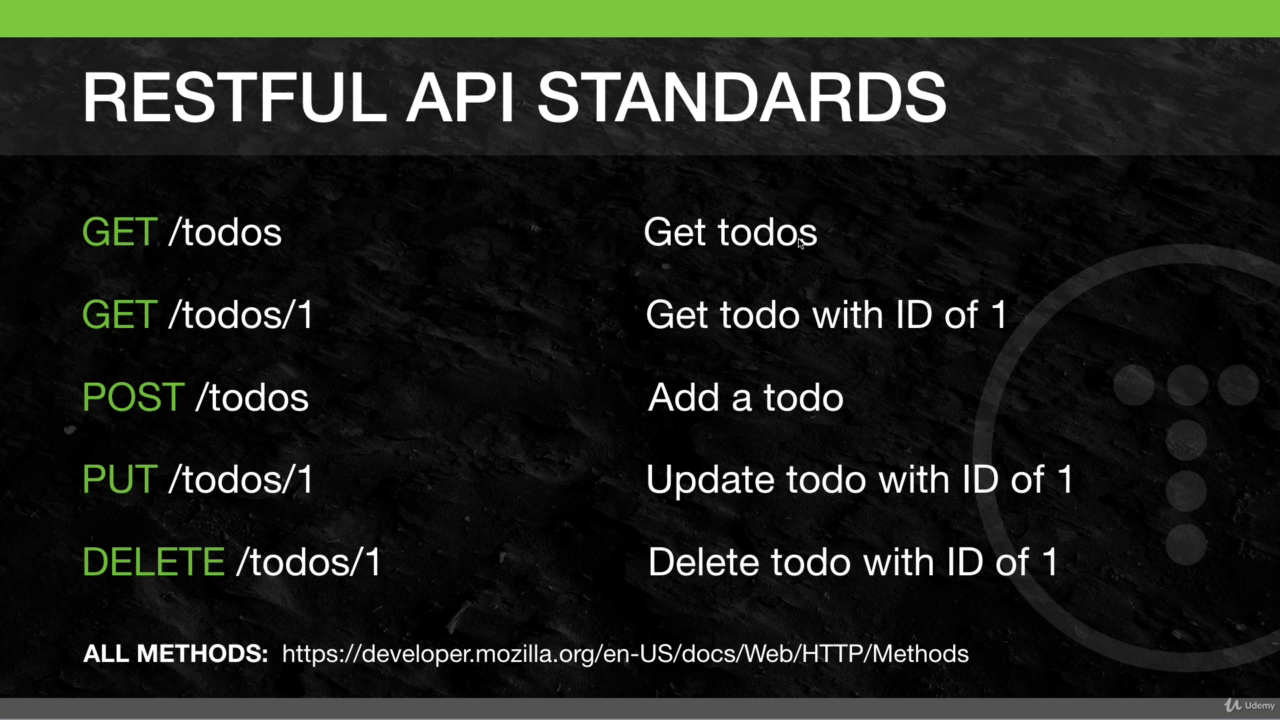 RESTFUL API STANDARDS
GET /todos Get todos
GET /todos/1 Get todo with ID of 1
POST /todos Add a todo
PUT /todos/1 Update todo with ID of 1
DELETE /todos/1 Delete todo with ID of 1
ALL METHODS: https://developer.mozilla.org/en-US/docs/Web/HTTP/Methods
Udemy